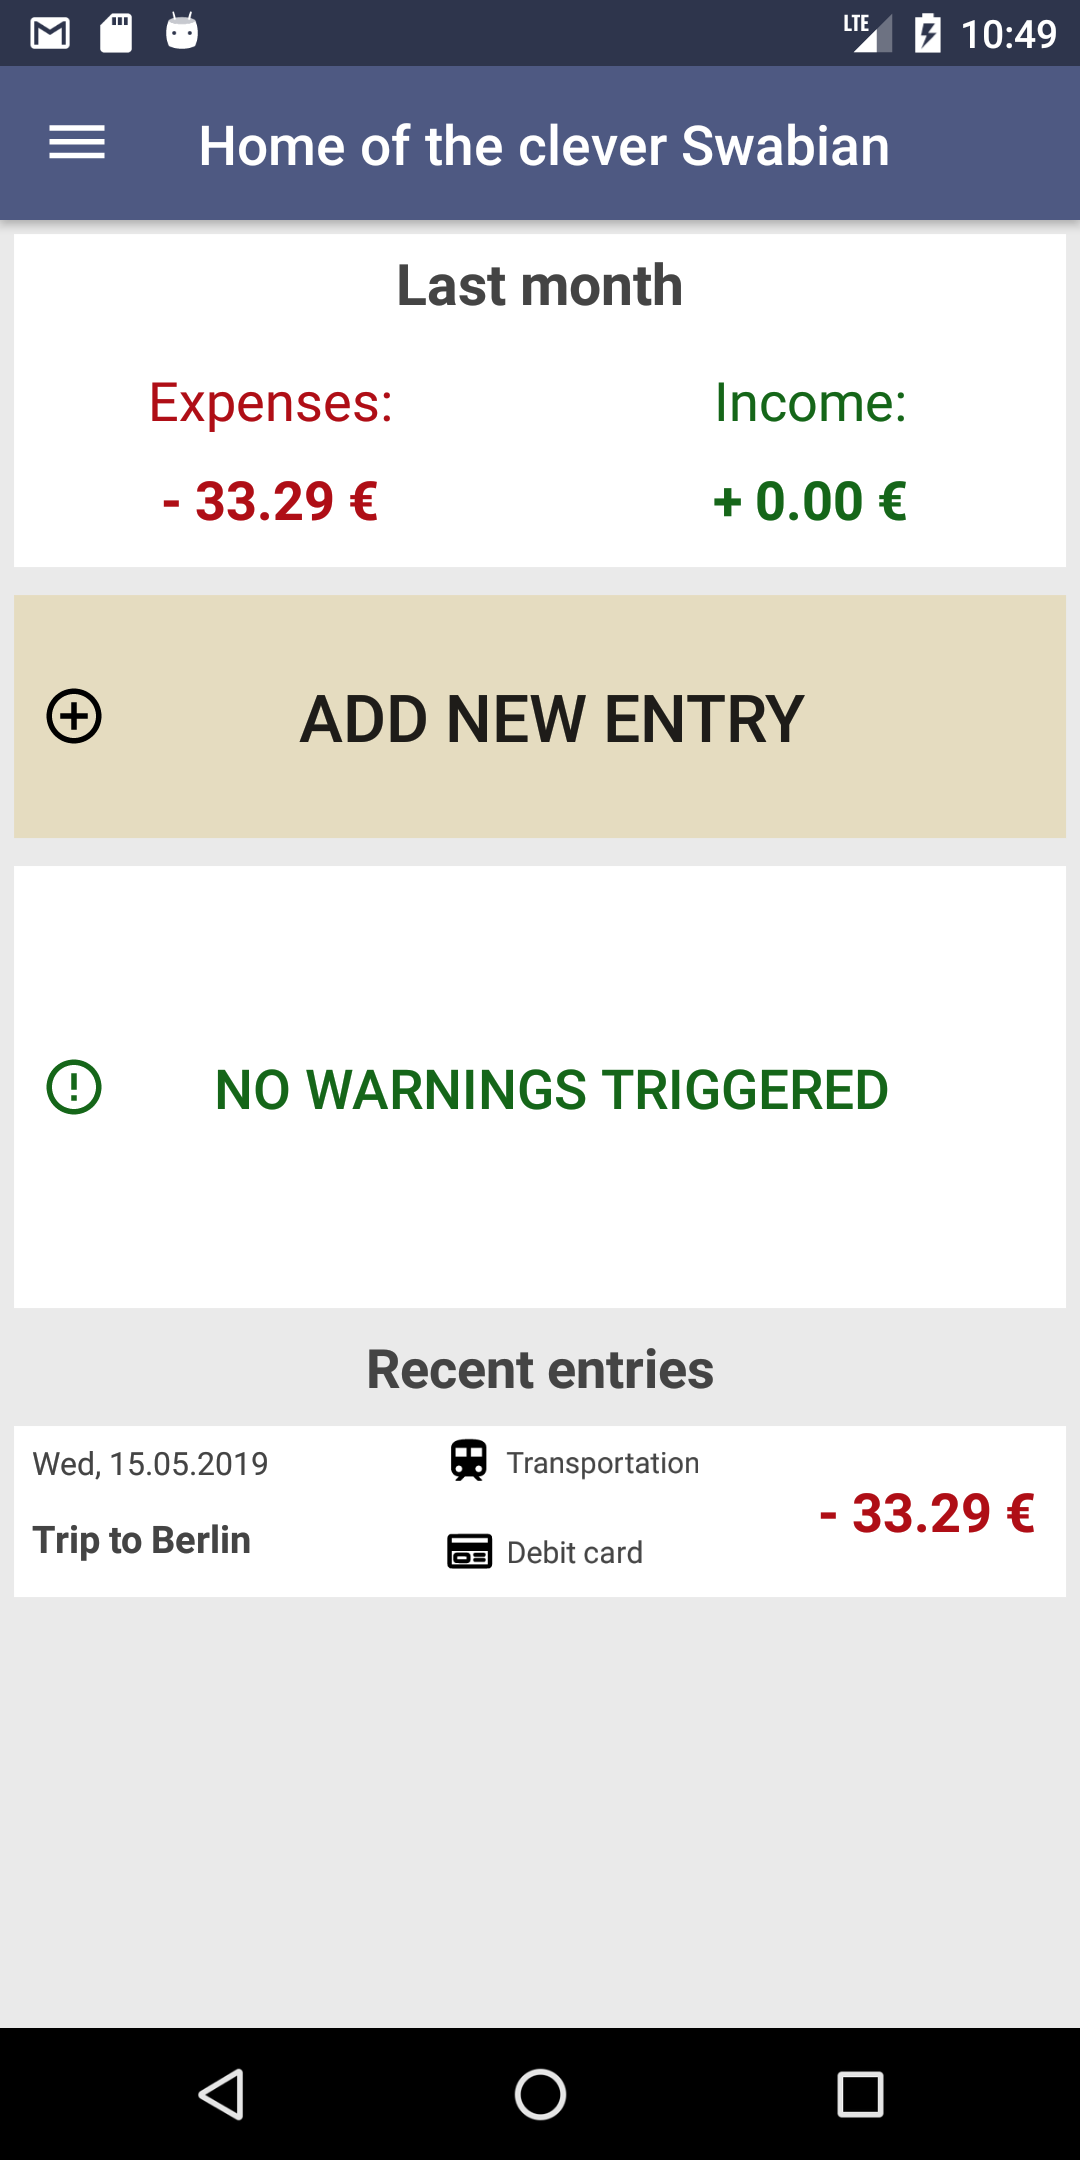 LTE 10:49
Home of the clever Swabian
Last month
Expenses: Income:
- 33.29 € + 0.00 €
ADD NEW ENTRY
NO WARNINGS TRIGGERED
Recent entries
Wed, 15.05.2019 Transportation
- 33.29 €
Trip to Berlin Debit card